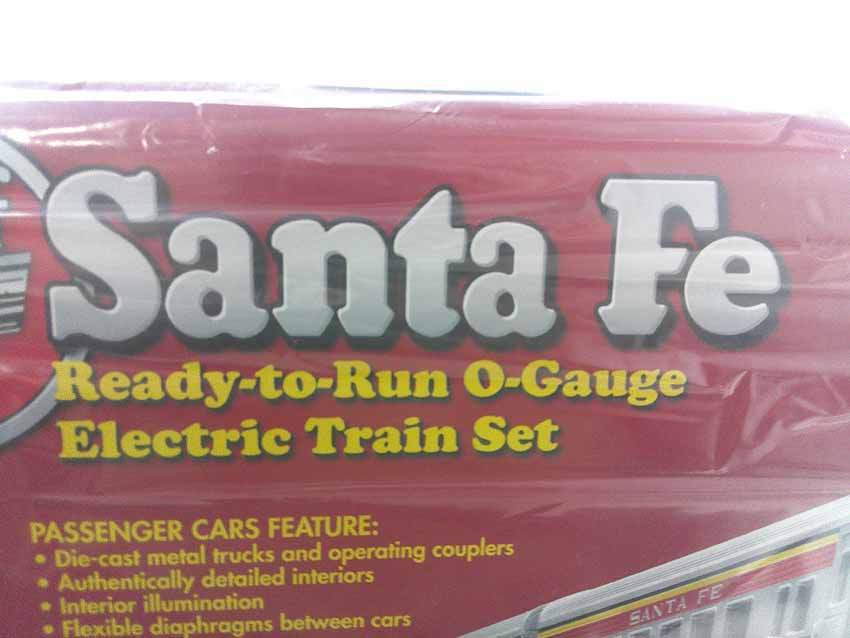 Santa Fe
Ready-to-Run O-Gauge
Electric Train Set
PASSENGER CARS FEATURE:
• Die-cast metal trucks and operating couplers
• Authentically detailed interiors
• Interior illumination
• Flexible diaphragms between cars
SANTA FE